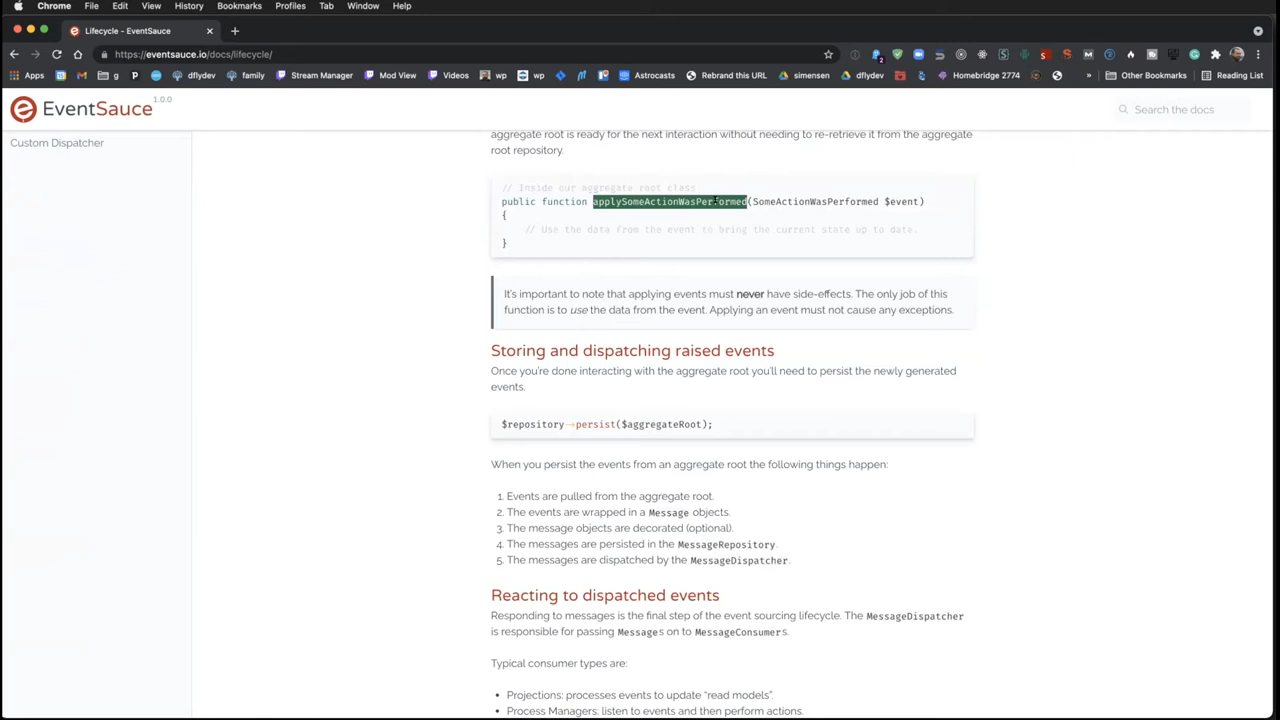 Chrome File Edit View History Bookmarks Profiles Tab Window Help
Lifecycle - EventSauce
https://eventsauce.io/docs/lifecycle/
Apps g dflydev family Stream Manager Mod View Videos wp wp Astrocasts Rebrand this URL simensen dflydev Homebridge 2774 » Other Bookmarks Reading List
EventSauce 1.0.0
Search the docs
Custom Dispatcher
aggregate root is ready for the next interaction without needing to re-retrieve it from the aggregate
root repository.
// Inside our aggregate root class
public function applySomeActionWasPerformed(SomeActionWasPerformed $event)
{
// Use the data from the event to bring the current state up to date.
}
It's important to note that applying events must never have side-effects. The only job of this
function is to use the data from the event. Applying an event must not cause any exceptions.
Storing and dispatching raised events
Once you're done interacting with the aggregate root you'll need to persist the newly generated
events.
$repository→persist($aggregateRoot);
When you persist the events from an aggregate root the following things happen:
1. Events are pulled from the aggregate root.
2. The events are wrapped in a Message objects.
3. The message objects are decorated (optional).
4. The messages are persisted in the MessageRepository.
5. The messages are dispatched by the MessageDispatcher.
Reacting to dispatched events
Responding to messages is the final step of the event sourcing lifecycle. The MessageDispatcher
is responsible for passing Messages on to MessageConsumers.
Typical consumer types are:
• Projections: processes events to update “read models”.
• Process Managers: listen to events and then perform actions.